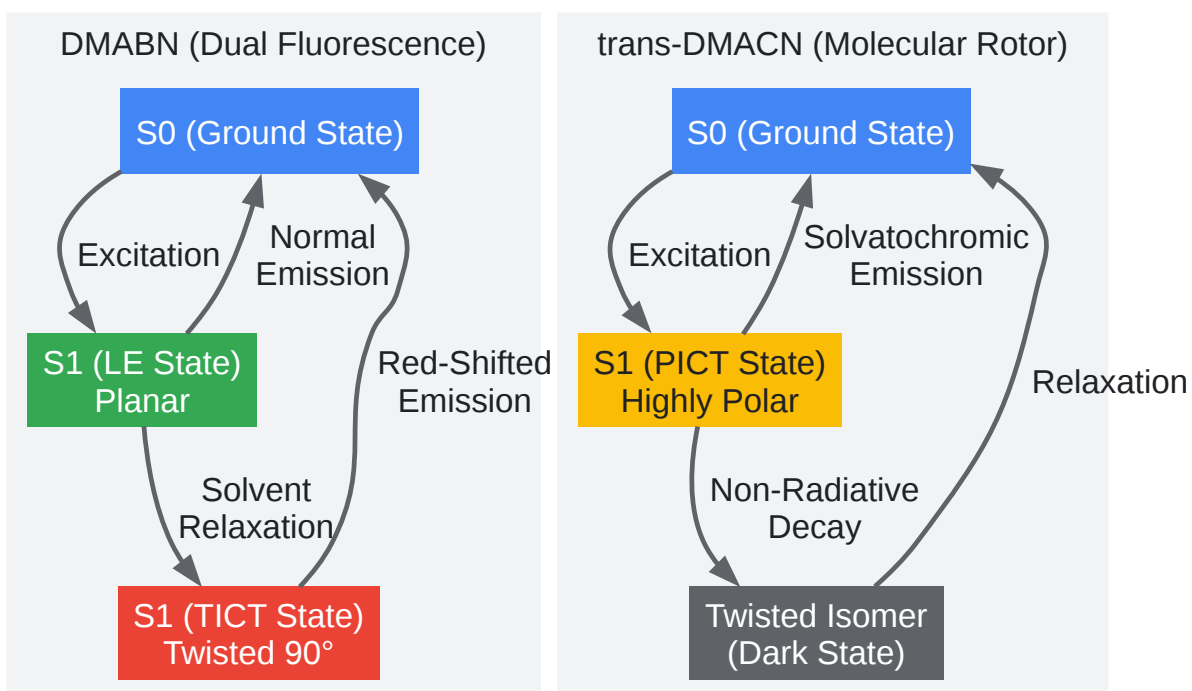 DMABN (Dual Fluorescence)
S0 (Ground State)
Excitation
Normal
Emission
S1 (LE State)
Planar
Red-Shifted
Emission
Solvent
Relaxation
S1 (TICT State)
Twisted 90°
trans-DMACN (Molecular Rotor)
S0 (Ground State)
Excitation
Solvatochromic
Emission
S1 (PICT State)
Highly Polar
Relaxation
Non-Radiative
Decay
Twisted Isomer
(Dark State)